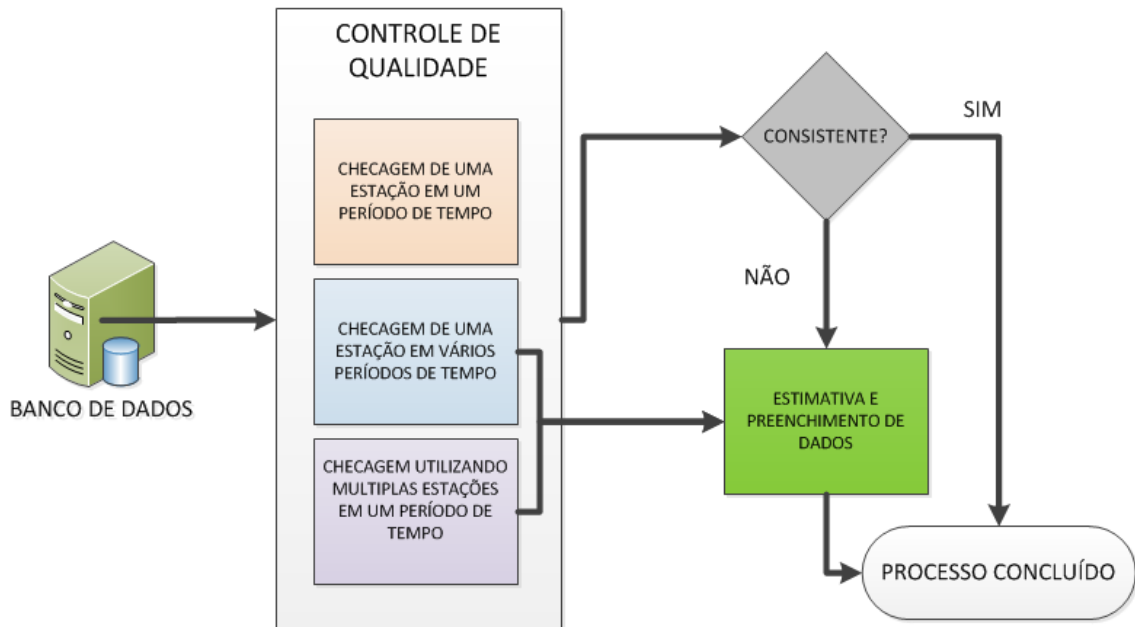 CONTROLE DE
QUALIDADE
CHECAGEM DE UMA
ESTAÇÃO EM UM
PERÍODO DE TEMPO
CHECAGEM DE UMA
ESTAÇÃO EM VÁRIOS
PERÍODOS DE TEMPO
CHECAGEM UTILIZANDO
MULTIPLAS ESTAÇÕES
EM UM PERÍODO DE
TEMPO
BANCO DE DADOS
CONSISTENTE?
SIM
NÃO
ESTIMATIVA E
PREENCHIMENTO DE
DADOS
PROCESSO CONCLUÍDO